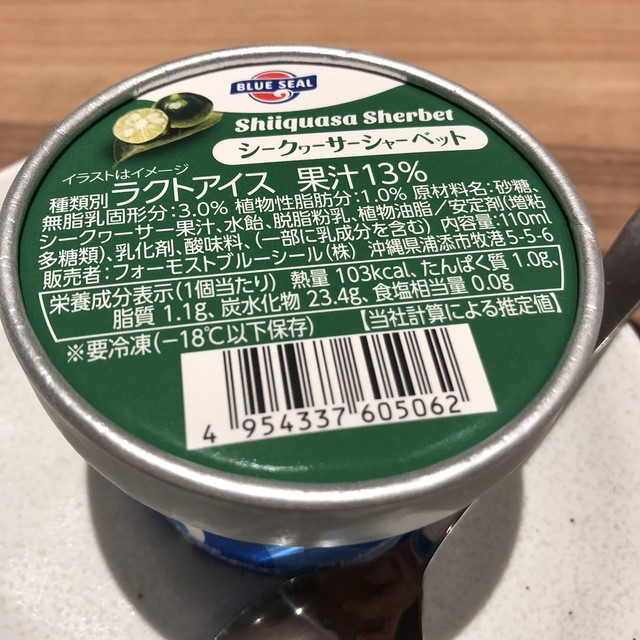 BLUE SEAL
Shiiquasa Sherbet
シークヮーサーシャーベット
イラストはイメージ
種類別 ラクトアイス 果汁13%
無脂乳固形分:3.0% 植物性脂肪分:1.0% 原材料名:砂糖、
シークヮーサー果汁、水飴、脱脂粉乳、植物油脂/安定剤(増粘
多糖類)、乳化剤、酸味料、(一部に乳成分を含む) 内容量:110ml
販売者:フォーモストブルーシール(株) 沖縄県浦添市牧港5-5-6
栄養成分表示(1個当たり) 熱量 103kcal、たんぱく質 1.0g、
脂質 1.1g、炭水化物 23.4g、食塩相当量 0.0g
※要冷凍(-18℃以下保存) 【当社計算による推定値】
4 954337 605062